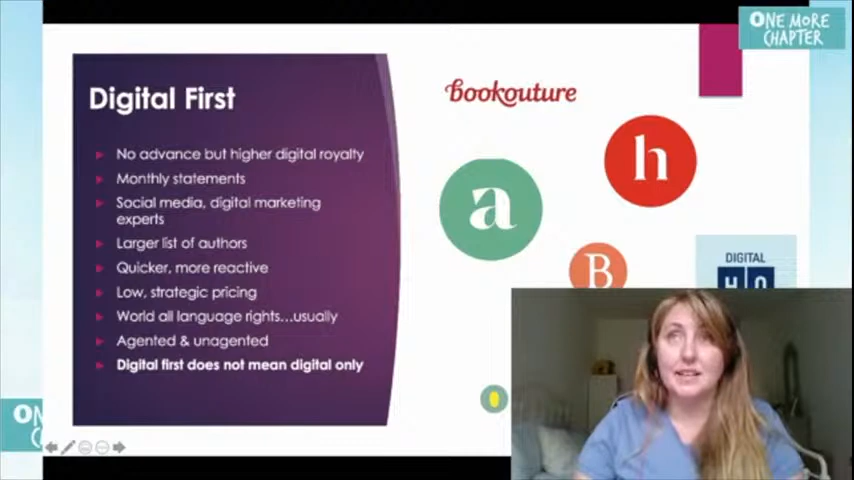 ONE MORE
CHAPTER
Digital First
No advance but higher digital royalty
Monthly statements
Social media, digital marketing
experts
Larger list of authors
Quicker, more reactive
Low, strategic pricing
World all language rights...usually
Agented & unagented
Digital first does not mean digital only
bookouture
h
a
B
DIGITAL